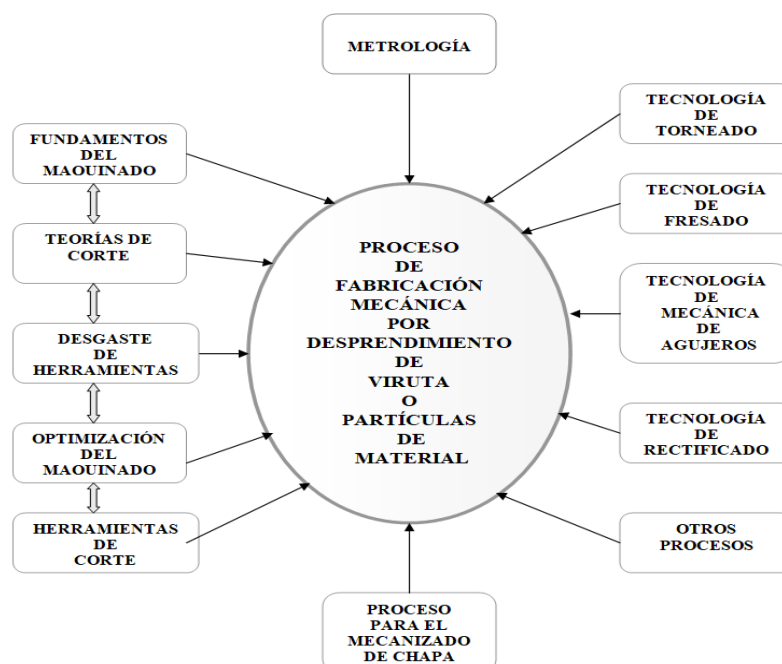 METROLOGÍA
FUNDAMENTOS
DEL
MAQUINADO
TEORÍAS DE
CORTE
DESGASTE
DE
HERRAMIENTAS
OPTIMIZACIÓN
DEL
MAQUINADO
HERRAMIENTAS
DE
CORTE
PROCESO
DE
FABRICACIÓN
MECÁNICA
POR
DESPRENDIMIENTO
DE
VIRUTA
O
PARTÍCULAS
DE
MATERIAL
TECNOLOGÍA
DE
TORNEADO
TECNOLOGÍA
DE
FRESADO
TECNOLOGÍA
DE
MECÁNICA
DE
AGUJEROS
TECNOLOGÍA
DE
RECTIFICADO
OTROS
PROCESOS
PROCESO
PARA EL
MECANIZADO
DE CHAPA